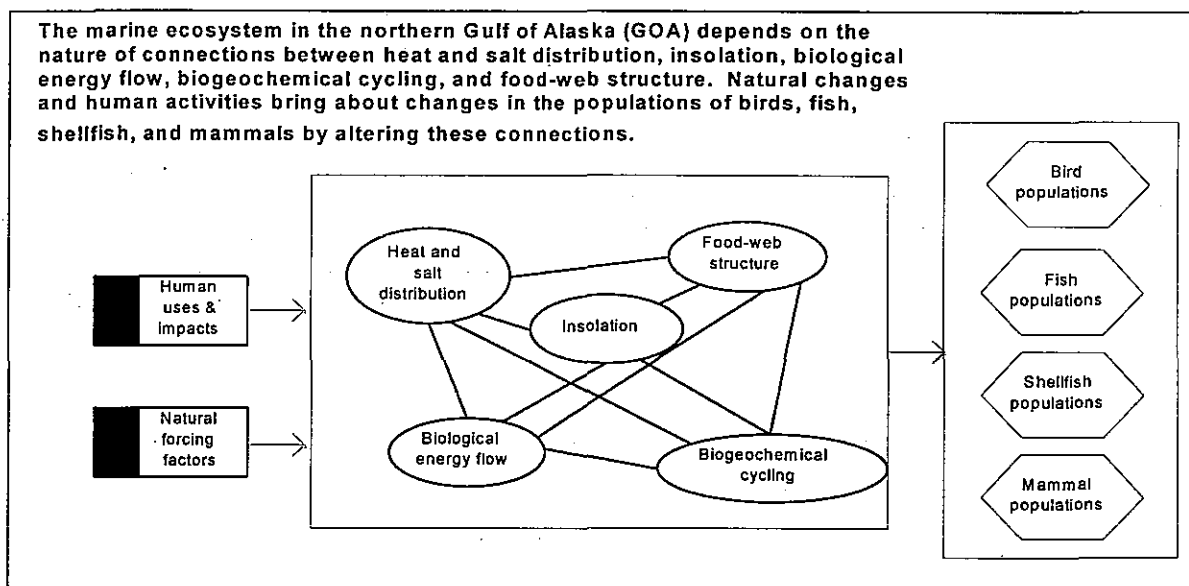 The marine ecosystem in the northern Gulf of Alaska (GOA) depends on the
nature of connections between heat and salt distribution, insolation, biological
energy flow, biogeochemical cycling, and food-web structure. Natural changes
and human activities bring about changes in the populations of birds, fish,
shellfish, and mammals by altering these connections.
Human
uses &
impacts
Natural
forcing
factors
Heat and
salt
distribution
Food-web
structure
Insolation
Biological
energy flow
Biogeochemical
cycling
Bird
populations
Fish
populations
Shellfish
populations
Mammal
populations